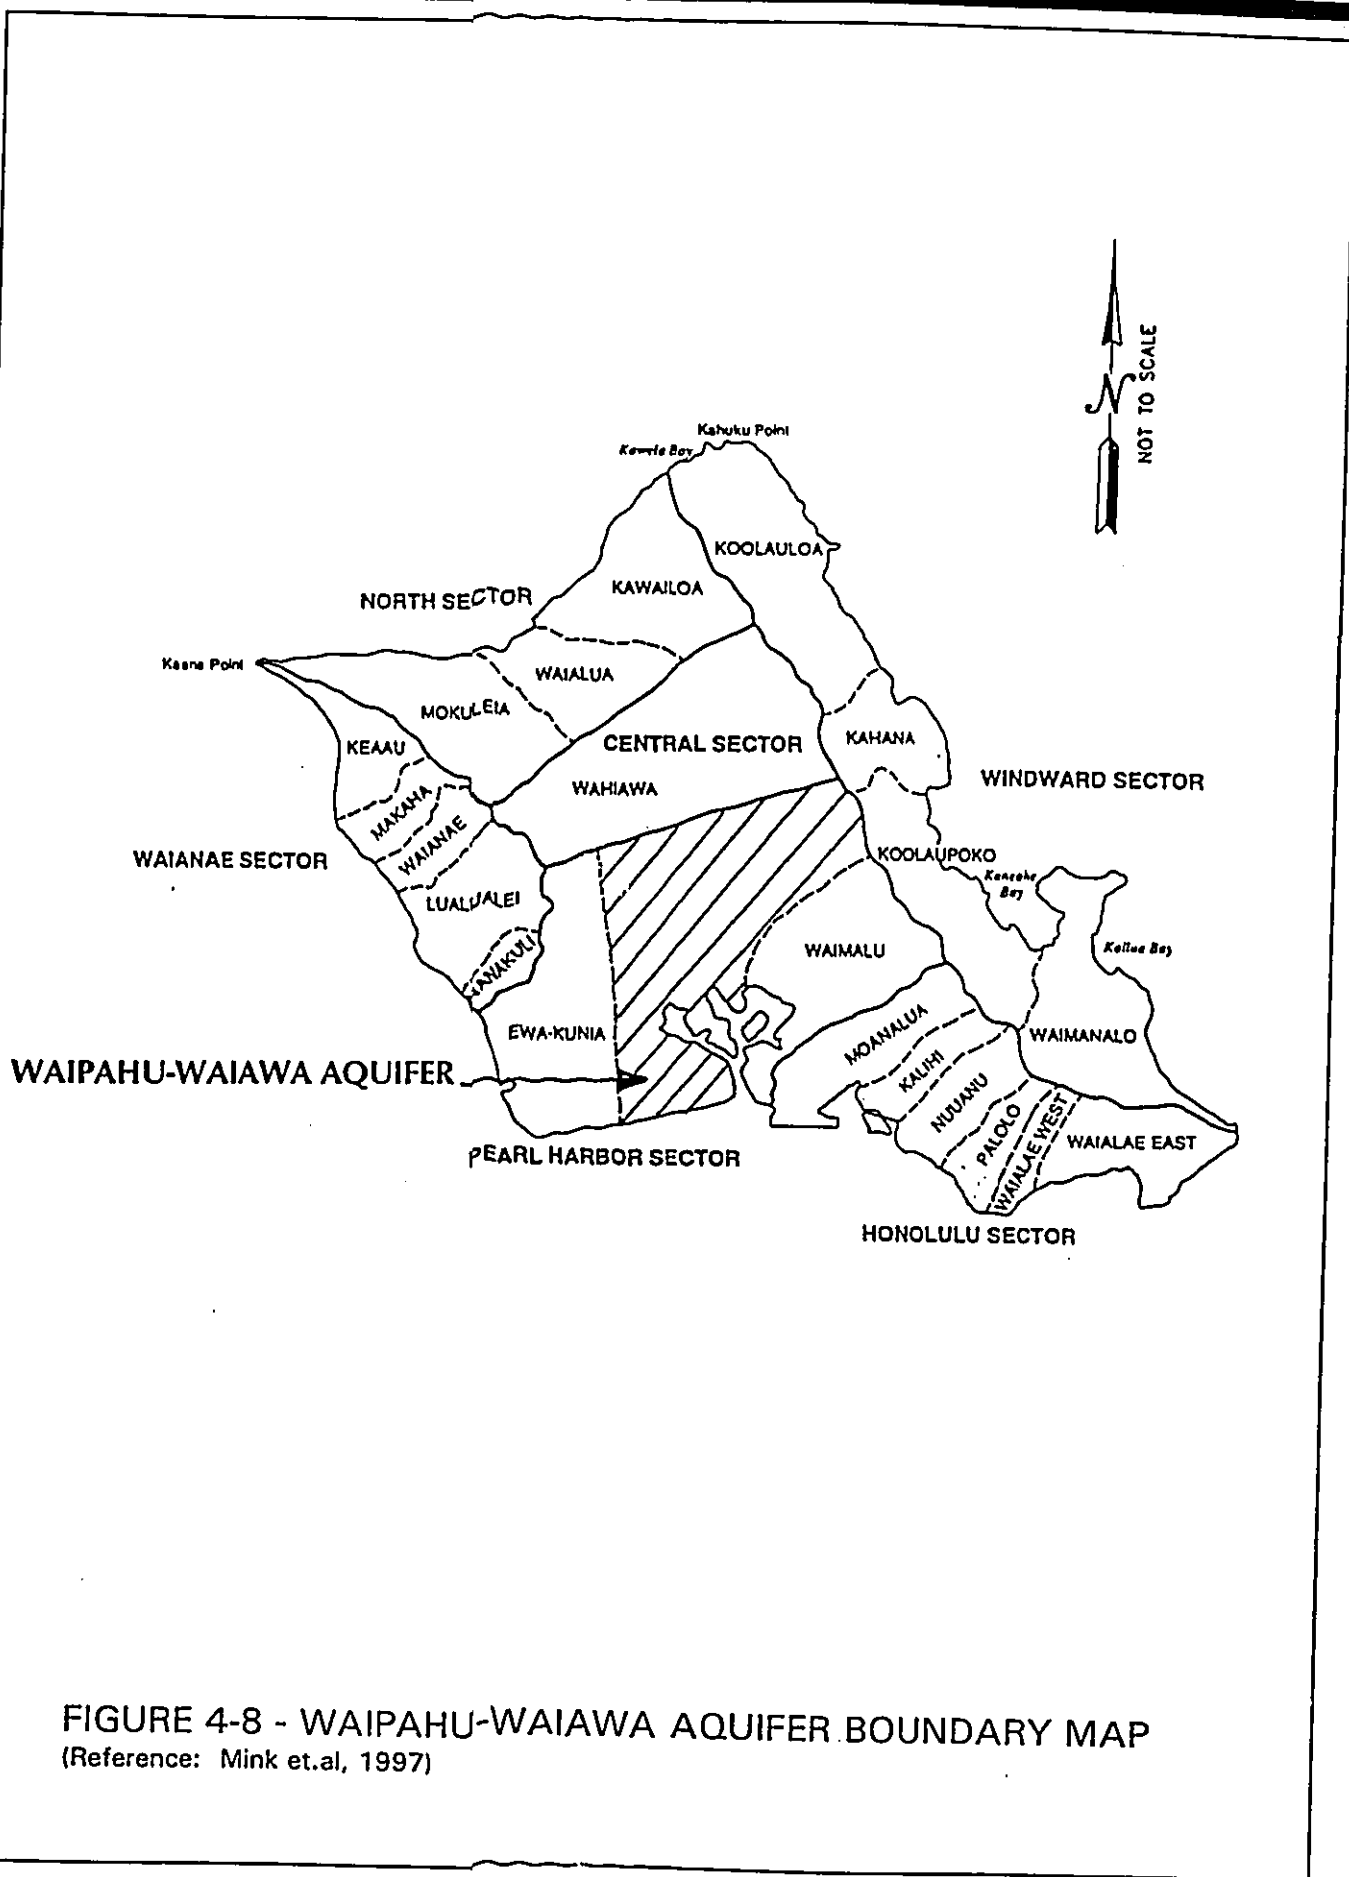 N
NOT TO SCALE
Kahuku Point
KOOLAULOA
KAWAILOA
NORTH SECTOR
Kaena Point
WAIALUA
MOKULEIA
KEAAU
CENTRAL SECTOR
KAHANA
WINDWARD SECTOR
WAHIAWA
MAKAHA
WAIANAE
WAIANAE SECTOR
KOOLAUPOKO
Kaneohe
Bay
LUALUALEI
WAIMALU
Kailua Bay
NANAKULI
EWA-KUNIA
MOANALUA
WAIMANALO
KALIHI
WAIPAHU-WAIAWA AQUIFER
NUUANU
PALOLO
WAIALAE WEST
WAIALAE EAST
PEARL HARBOR SECTOR
HONOLULU SECTOR
FIGURE 4-8 - WAIPAHU-WAIAWA AQUIFER BOUNDARY MAP
(Reference: Mink et.al, 1997)